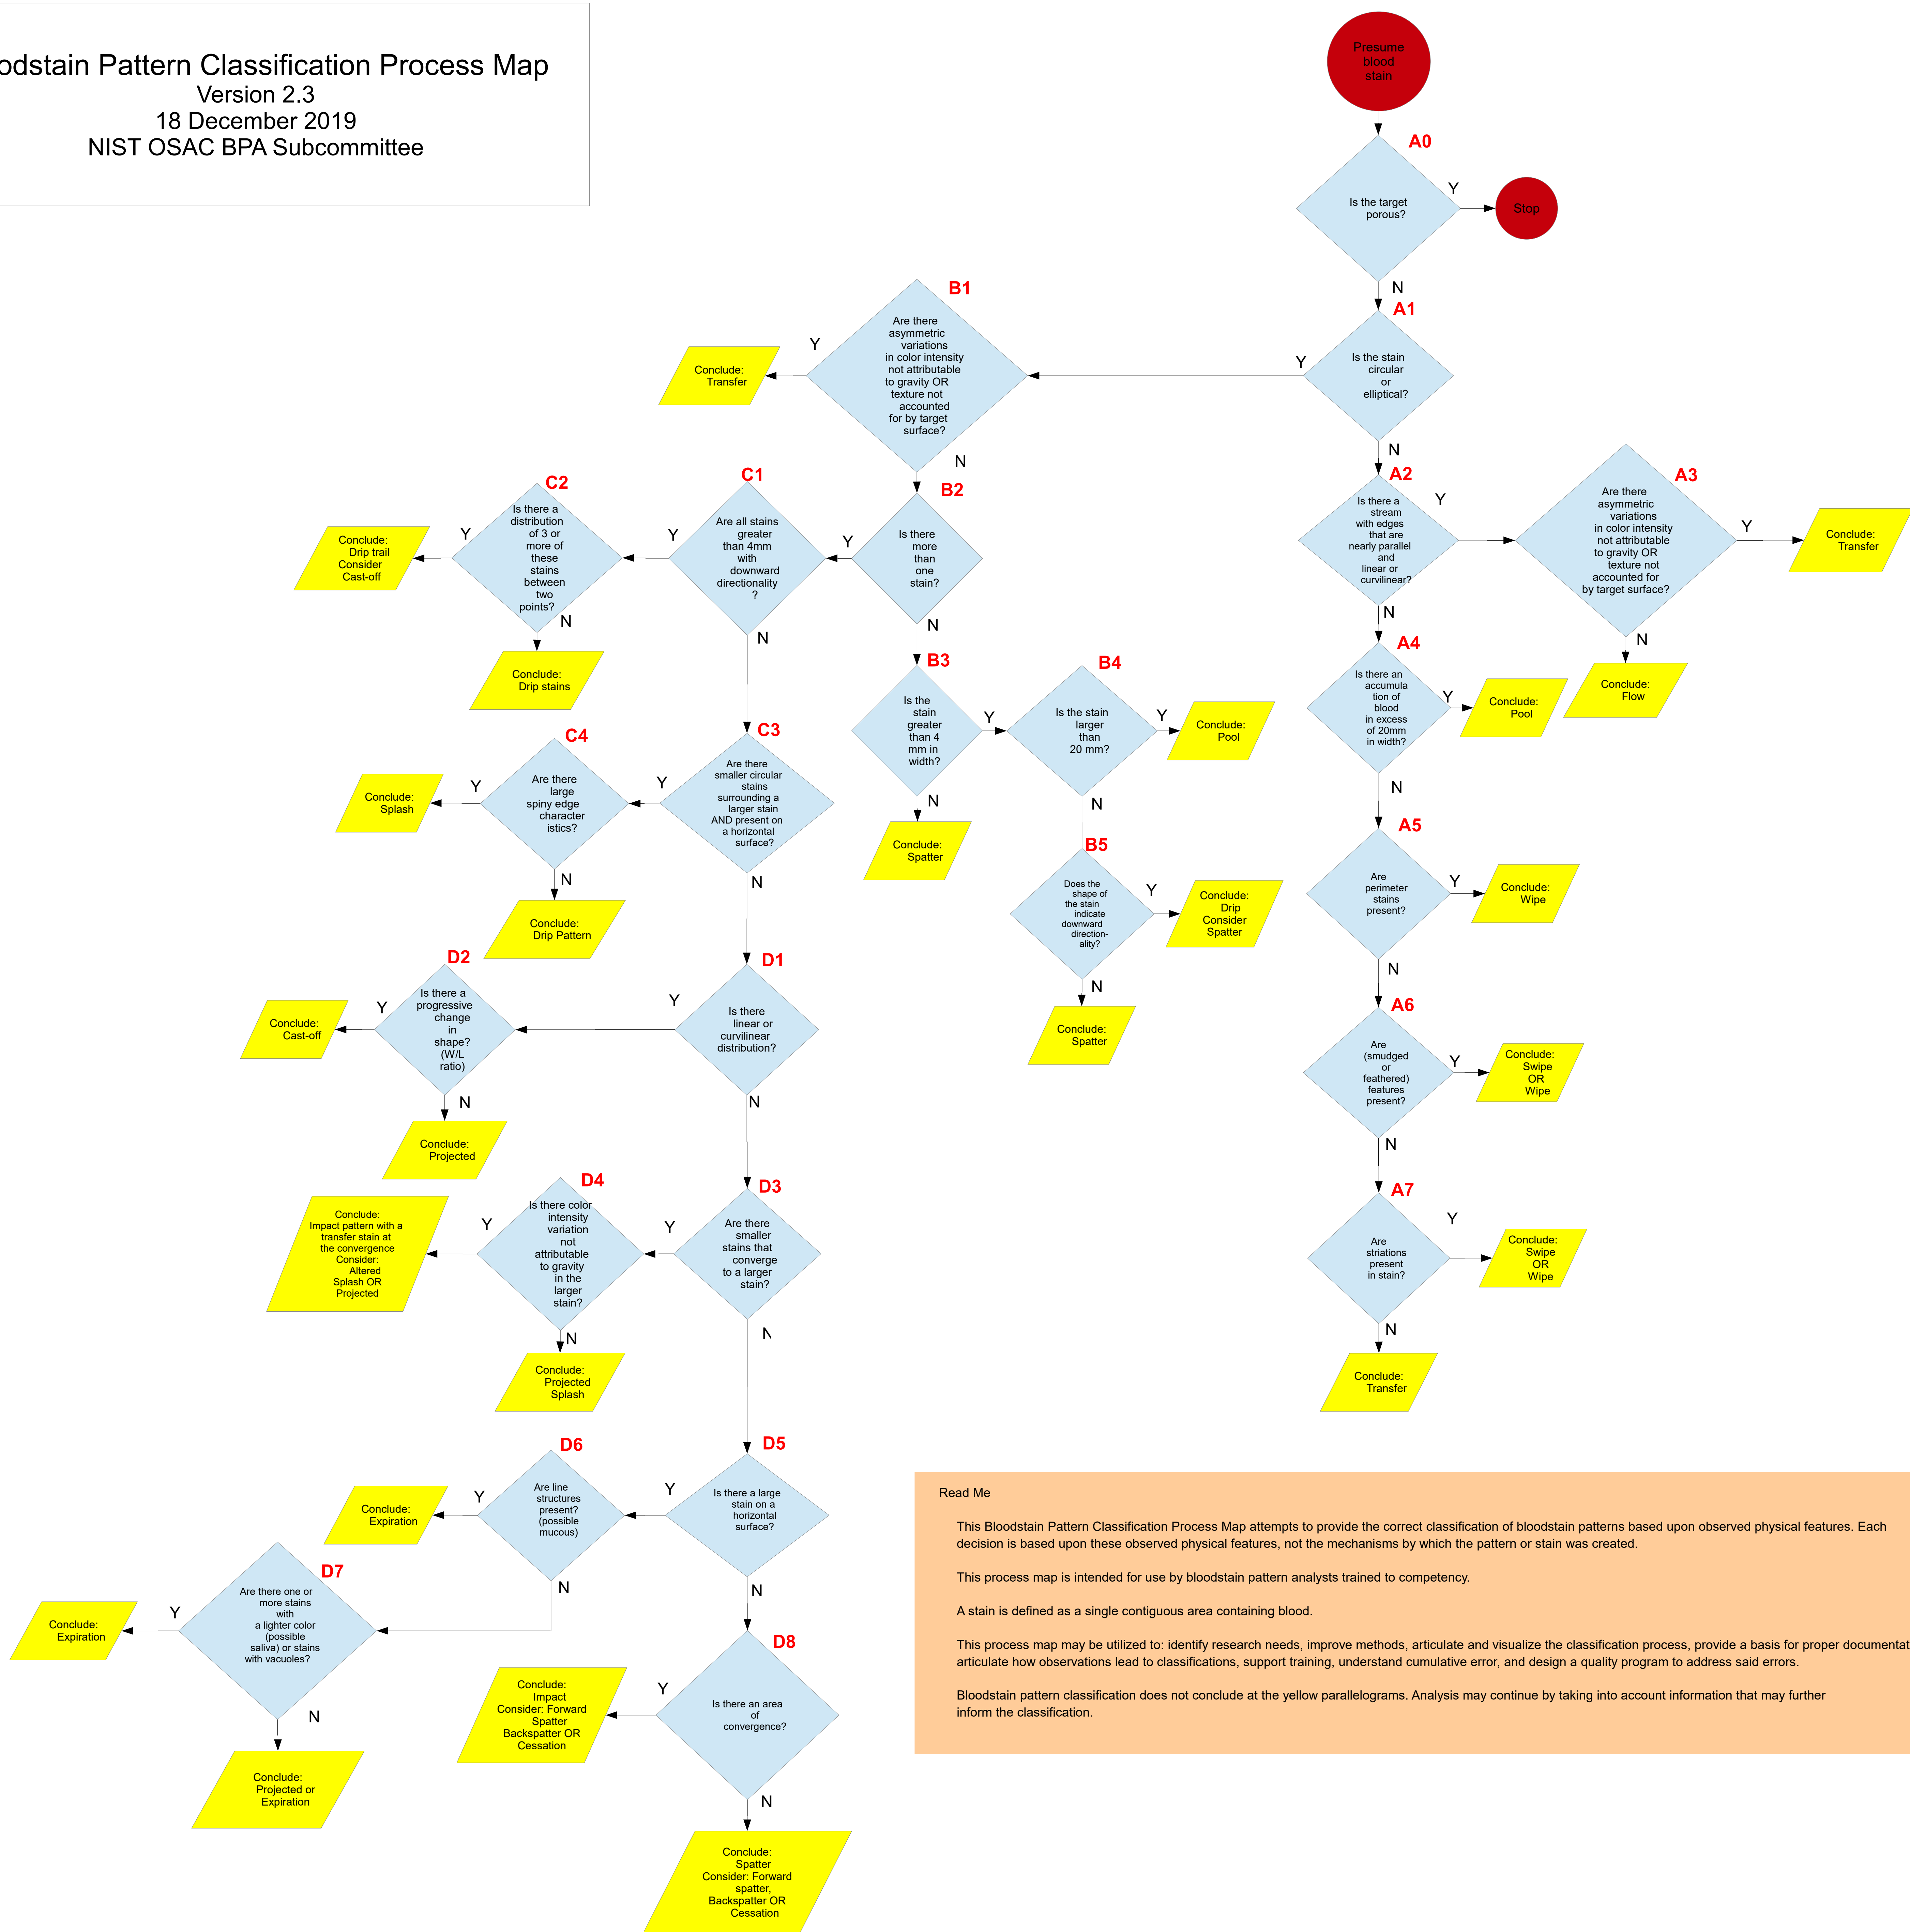 odstain Pattern Classification Process Map
Version 2.3
18 December 2019
NIST OSAC BPA Subcommittee
Presume
blood
stain
A0
Is the target
porous?
Y
Stop
N
A1
Is the stain
circular
or
elliptical?
Y
N
B1
Are there
asymmetric
variations
in color intensity
not attributable
to gravity OR
texture not
accounted
for by target
surface?
Y
Conclude:
Transfer
N
A2
Is there a
stream
with edges
that are
nearly parallel
and
linear or
curvilinear?
Y
N
A3
Are there
asymmetric
variations
in color intensity
not attributable
to gravity OR
texture not
accounted for
by target surface?
Y
Conclude:
Transfer
N
Conclude:
Flow
B2
Is there
more
than
one
stain?
Y
N
C1
Are all stains
greater
than 4mm
with
downward
directionality
?
Y
N
C2
Is there a
distribution
of 3 or
more of
these
stains
between
two
points?
Y
Conclude:
Drip trail
Consider
Cast-off
N
Conclude:
Drip stains
A4
Is there an
accumula
tion of
blood
in excess
of 20mm
in width?
Y
Conclude:
Pool
N
B3
Is the
stain
greater
than 4
mm in
width?
Y
N
Conclude:
Spatter
B4
Is the stain
larger
than
20 mm?
Y
Conclude:
Pool
N
B5
Does the
shape of
the stain
indicate
downward
direction-
ality?
Y
Conclude:
Drip
Consider
Spatter
N
Conclude:
Spatter
C3
Are there
smaller circular
stains
surrounding a
larger stain
AND present on
a horizontal
surface?
Y
N
C4
Are there
large
spiny edge
character
istics?
Y
Conclude:
Splash
N
Conclude:
Drip Pattern
A5
Are
perimeter
stains
present?
Y
Conclude:
Wipe
N
A6
Are
(smudged
or
feathered)
features
present?
Y
Conclude:
Swipe
OR
Wipe
N
A7
Are
striations
present
in stain?
Y
Conclude:
Swipe
OR
Wipe
N
Conclude:
Transfer
D1
Is there
linear or
curvilinear
distribution?
Y
N
D2
Is there a
progressive
change
in
shape?
(W/L
ratio)
Y
Conclude:
Cast-off
N
Conclude:
Projected
D3
Are there
smaller
stains that
converge
to a larger
stain?
Y
N
D4
Is there color
intensity
variation
not
attributable
to gravity
in the
larger
stain?
Y
Conclude:
Impact pattern with a
transfer stain at
the convergence
Consider:
Altered
Splash OR
Projected
N
Conclude:
Projected
Splash
D5
Is there a large
stain on a
horizontal
surface?
Y
N
D6
Are line
structures
present?
(possible
mucous)
Y
Conclude:
Expiration
N
D7
Are there one or
more stains
with
a lighter color
(possible
saliva) or stains
with vacuoles?
Y
Conclude:
Expiration
N
Conclude:
Projected or
Expiration
D8
Is there an area
of
convergence?
Y
Conclude:
Impact
Consider: Forward
Spatter
Backspatter OR
Cessation
N
Conclude:
Spatter
Consider: Forward
spatter,
Backspatter OR
Cessation
Read Me
This Bloodstain Pattern Classification Process Map attempts to provide the correct classification of bloodstain patterns based upon observed physical features. Each
decision is based upon these observed physical features, not the mechanisms by which the pattern or stain was created.
This process map is intended for use by bloodstain pattern analysts trained to competency.
A stain is defined as a single contiguous area containing blood.
This process map may be utilized to: identify research needs, improve methods, articulate and visualize the classification process, provide a basis for proper documentat
articulate how observations lead to classifications, support training, understand cumulative error, and design a quality program to address said errors.
Bloodstain pattern classification does not conclude at the yellow parallelograms. Analysis may continue by taking into account information that may further
inform the classification.